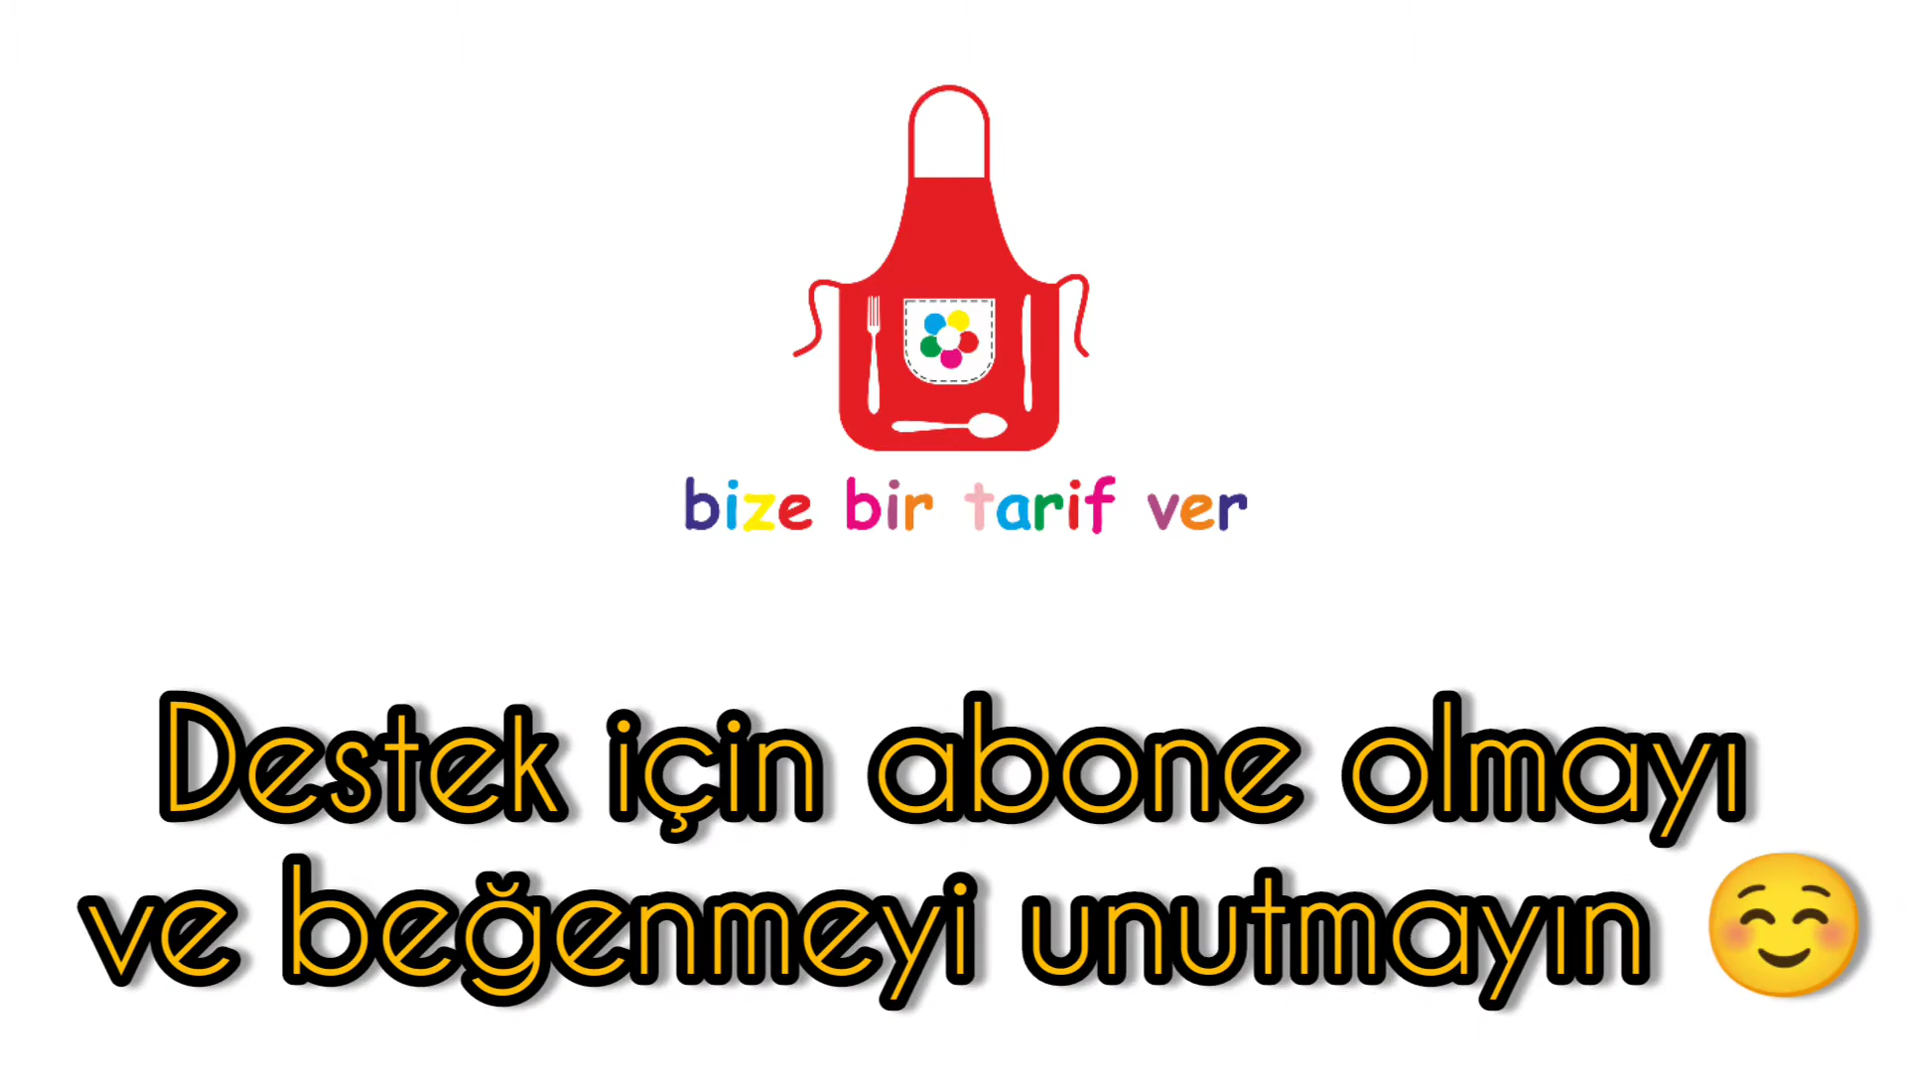 bize bir tarif ver
Destek için abone olmayı
ve beğenmeyi unutmayın ☺️